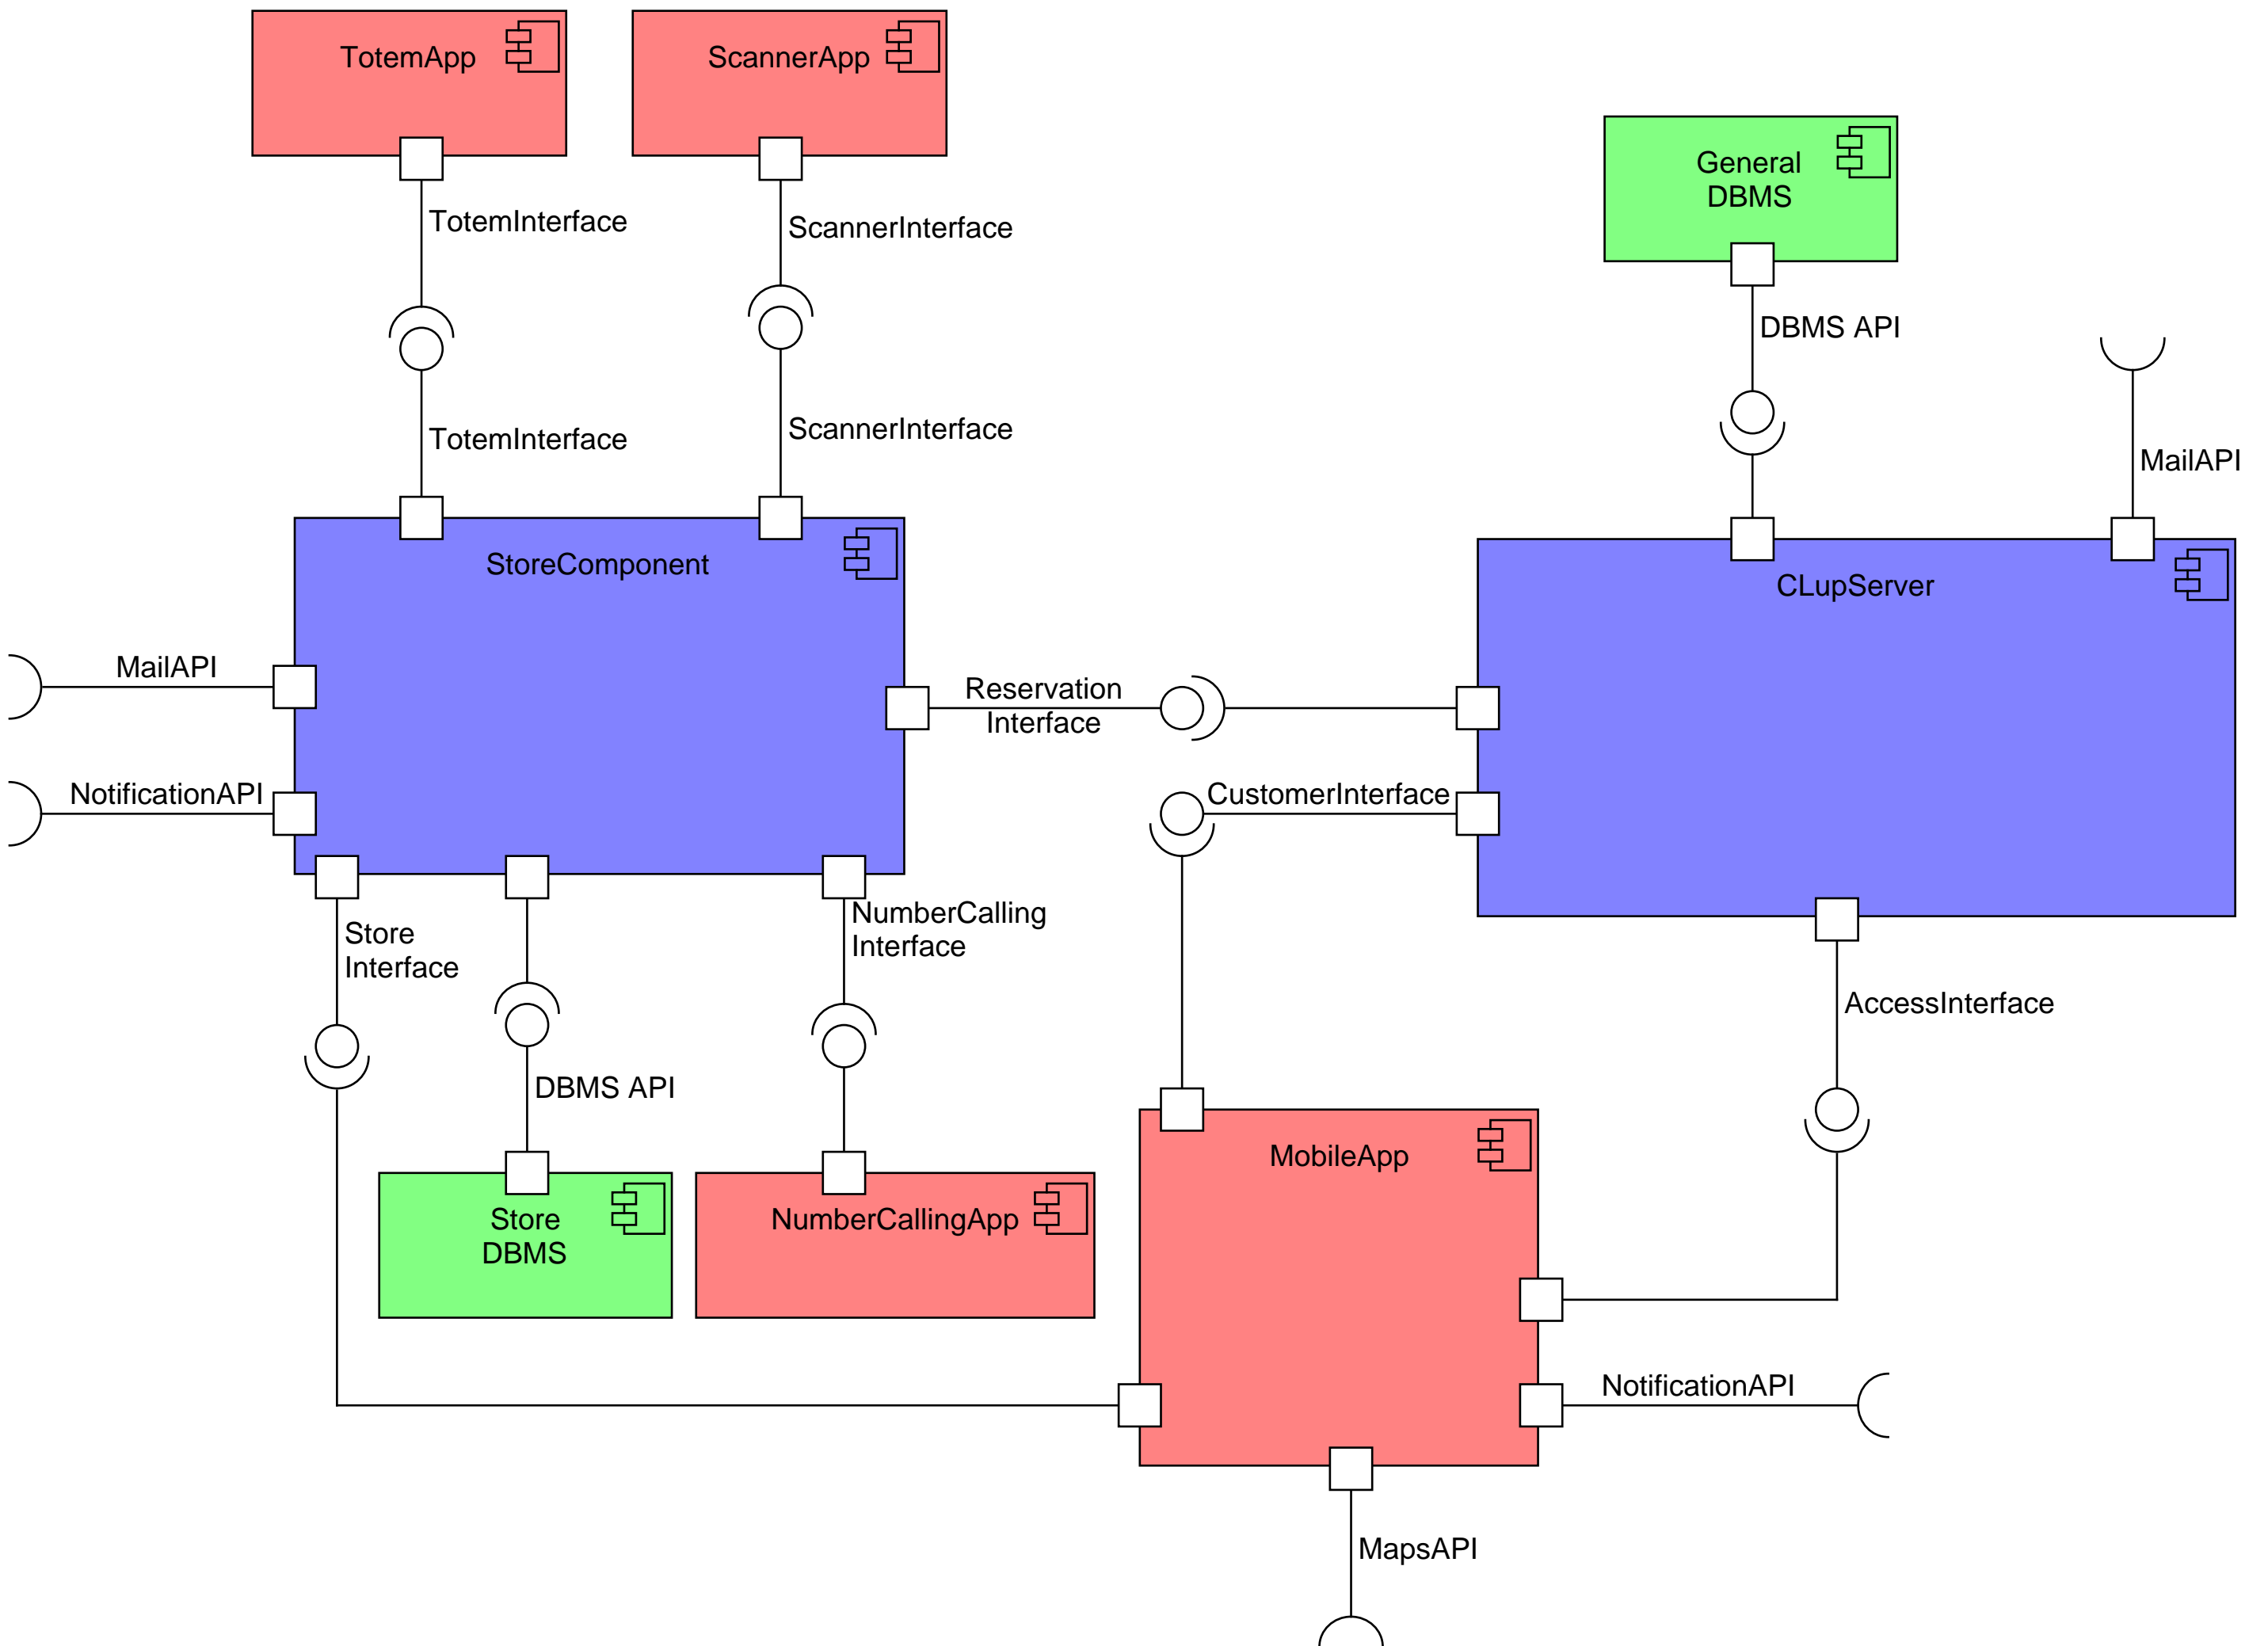 TotemApp
ScannerApp
General
DBMS
TotemInterface
ScannerInterface
DBMS API
TotemInterface
ScannerInterface
MailAPI
StoreComponent
CLupServer
MailAPI
Reservation
Interface
NotificationAPI
CustomerInterface
Store
Interface
NumberCalling
Interface
AccessInterface
DBMS API
MobileApp
Store
DBMS
NumberCallingApp
NotificationAPI
MapsAPI